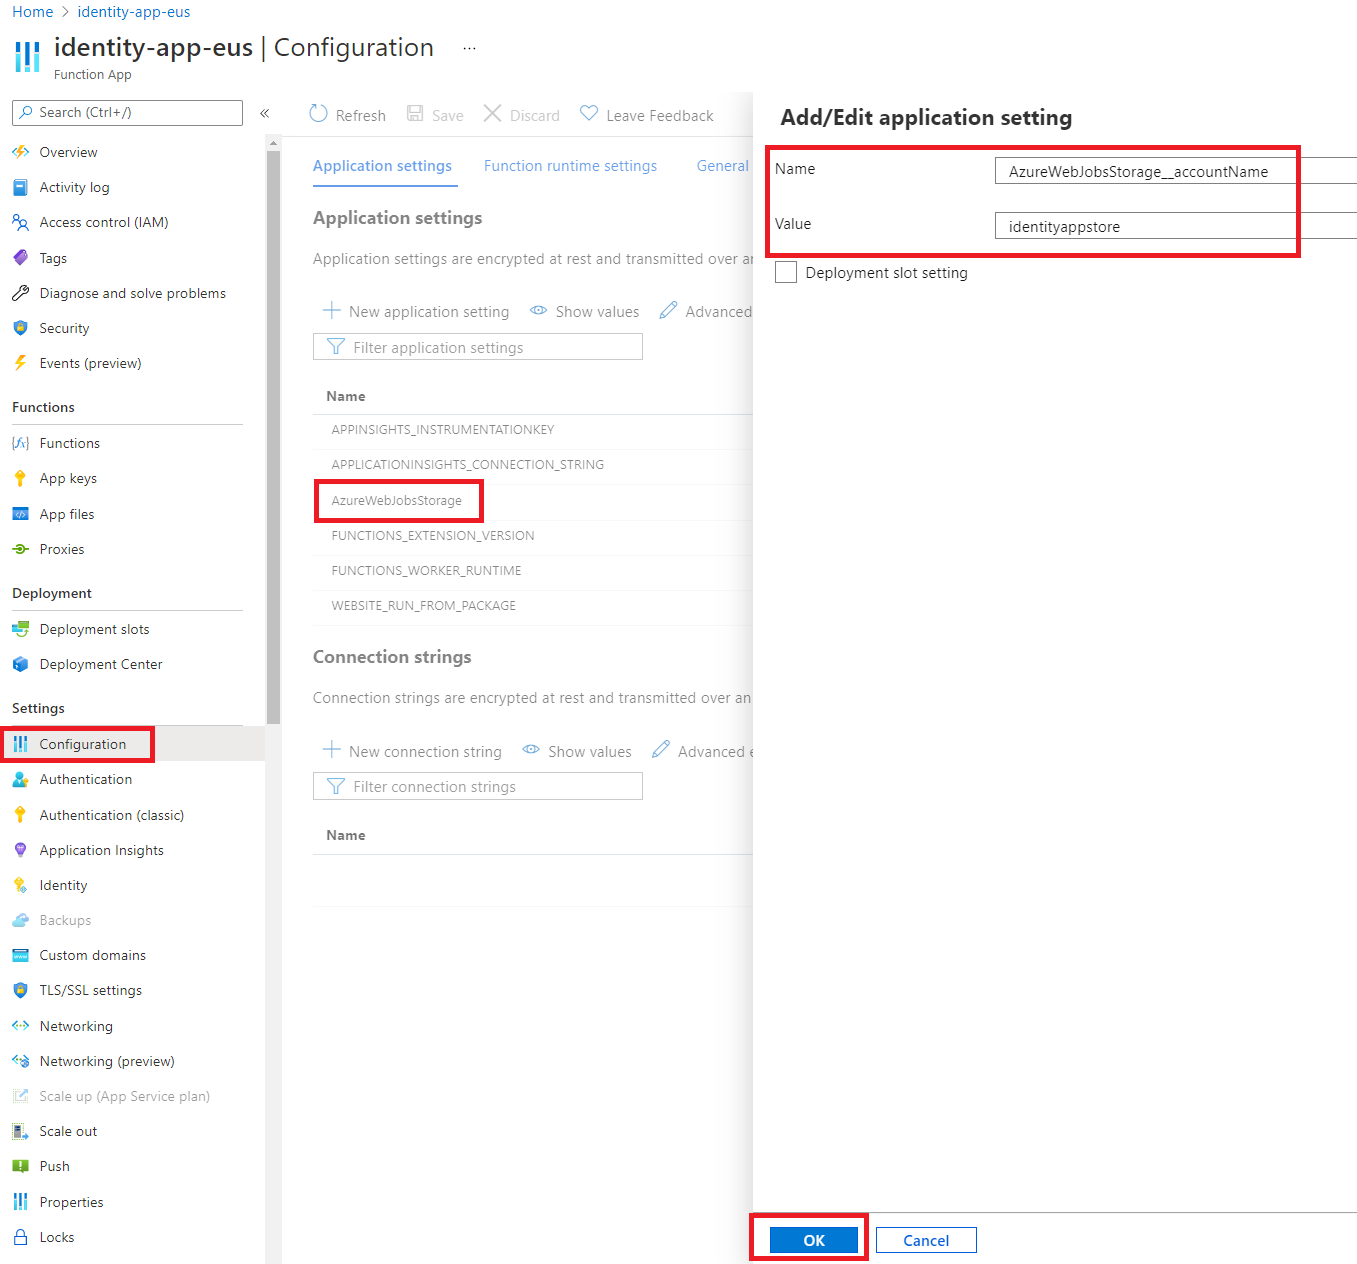 Home > identity-app-eus
identity-app-eus | Configuration ...
Function App
Search (Ctrl+/)
«
Overview
Activity log
Access control (IAM)
Tags
Diagnose and solve problems
Security
Events (preview)
Functions
Functions
App keys
App files
Proxies
Deployment
Deployment slots
Deployment Center
Settings
Configuration
Authentication
Authentication (classic)
Application Insights
Identity
Backups
Custom domains
TLS/SSL settings
Networking
Networking (preview)
Scale up (App Service plan)
Scale out
Push
Properties
Locks
Refresh Save Discard Leave Feedback
Application settings Function runtime settings General
Application settings
Application settings are encrypted at rest and transmitted over an
New application setting Show values Advanced
Filter application settings
Name
APPINSIGHTS_INSTRUMENTATIONKEY
APPLICATIONINSIGHTS_CONNECTION_STRING
AzureWebJobsStorage
FUNCTIONS_EXTENSION_VERSION
FUNCTIONS_WORKER_RUNTIME
WEBSITE_RUN_FROM_PACKAGE
Connection strings
Connection strings are encrypted at rest and transmitted over an
New connection string Show values Advanced e
Filter connection strings
Name
Add/Edit application setting
Name AzureWebJobsStorage__accountName
Value identityappstore
Deployment slot setting
OK Cancel